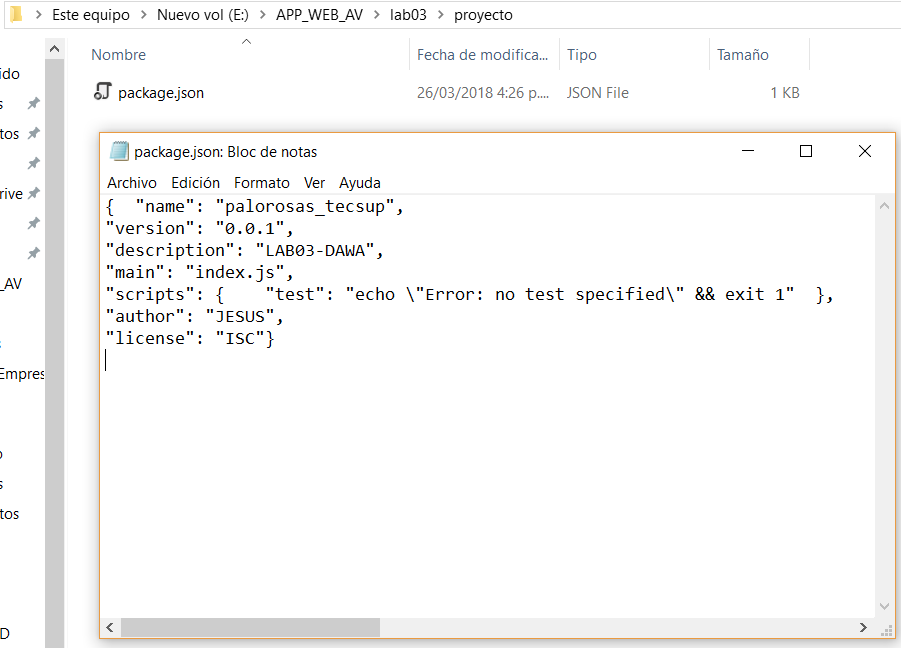 Este equipo > Nuevo vol (E:) > APP_WEB_AV > lab03 > proyecto
Nombre Fecha de modifica... Tipo Tamaño
package.json 26/03/2018 4:26 p.... JSON File 1 KB
ido
s
tos
rive
_AV
s
Empres
o
s
tos
D
package.json: Bloc de notas
Archivo Edición Formato Ver Ayuda
{  "name": "palorosas_tecsup",
"version": "0.0.1",
"description": "LAB03-DAWA",
"main": "index.js",
"scripts": {    "test": "echo \"Error: no test specified\" && exit 1"  },
"author": "JESUS",
"license": "ISC"}